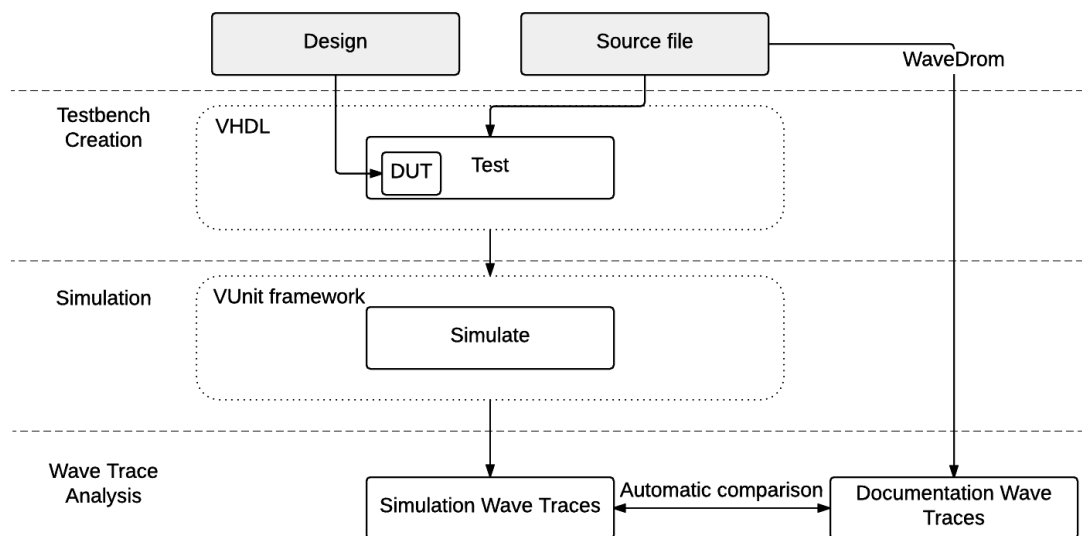 Design
Source file
WaveDrom
Testbench
Creation
VHDL
DUT
Test
Simulation
VUnit framework
Simulate
Wave Trace
Analysis
Simulation Wave Traces
Automatic comparison
Documentation Wave
Traces